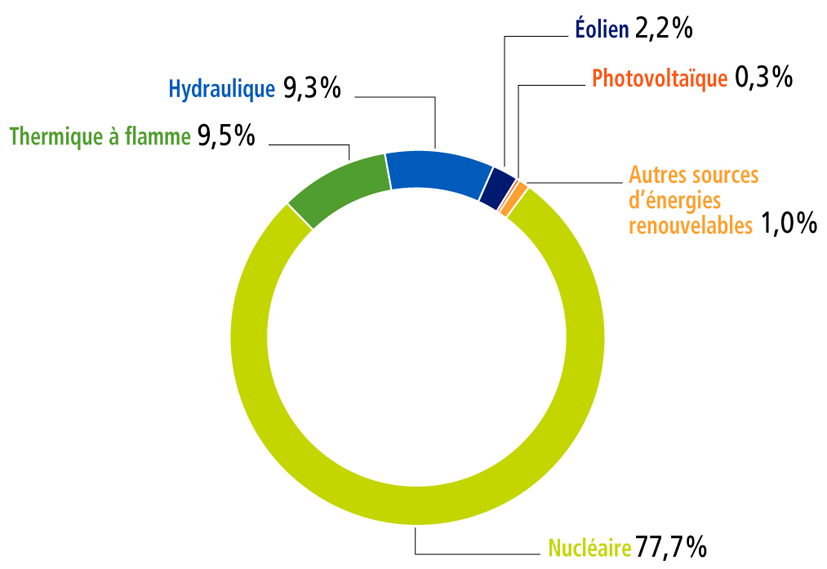 Éolien 2,2%
Photovoltaïque 0,3%
Hydraulique 9,3%
Thermique à flamme 9,5%
Autres sources
d’énergies
renouvelables 1,0%
Nucléaire 77,7%